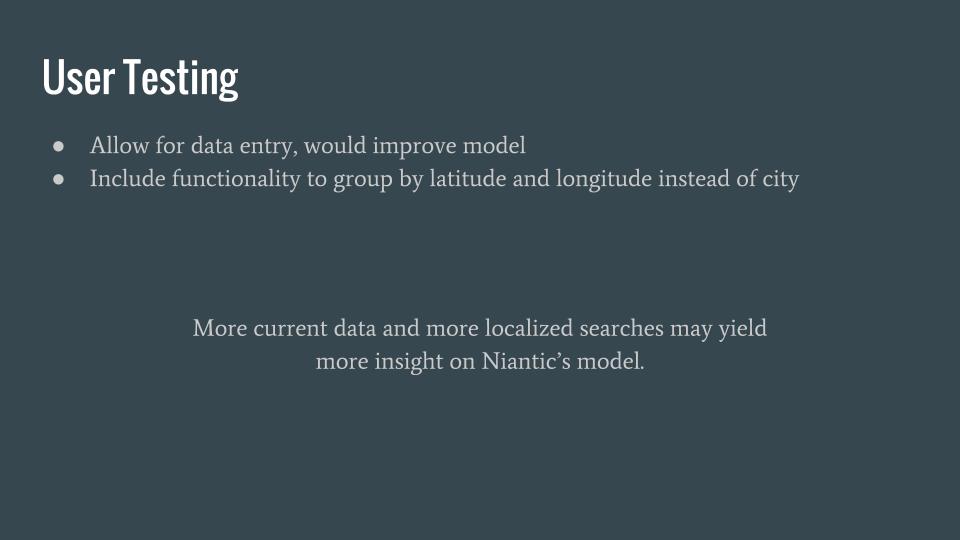 User Testing
● Allow for data entry, would improve model
● Include functionality to group by latitude and longitude instead of city
More current data and more localized searches may yield
more insight on Niantic’s model.